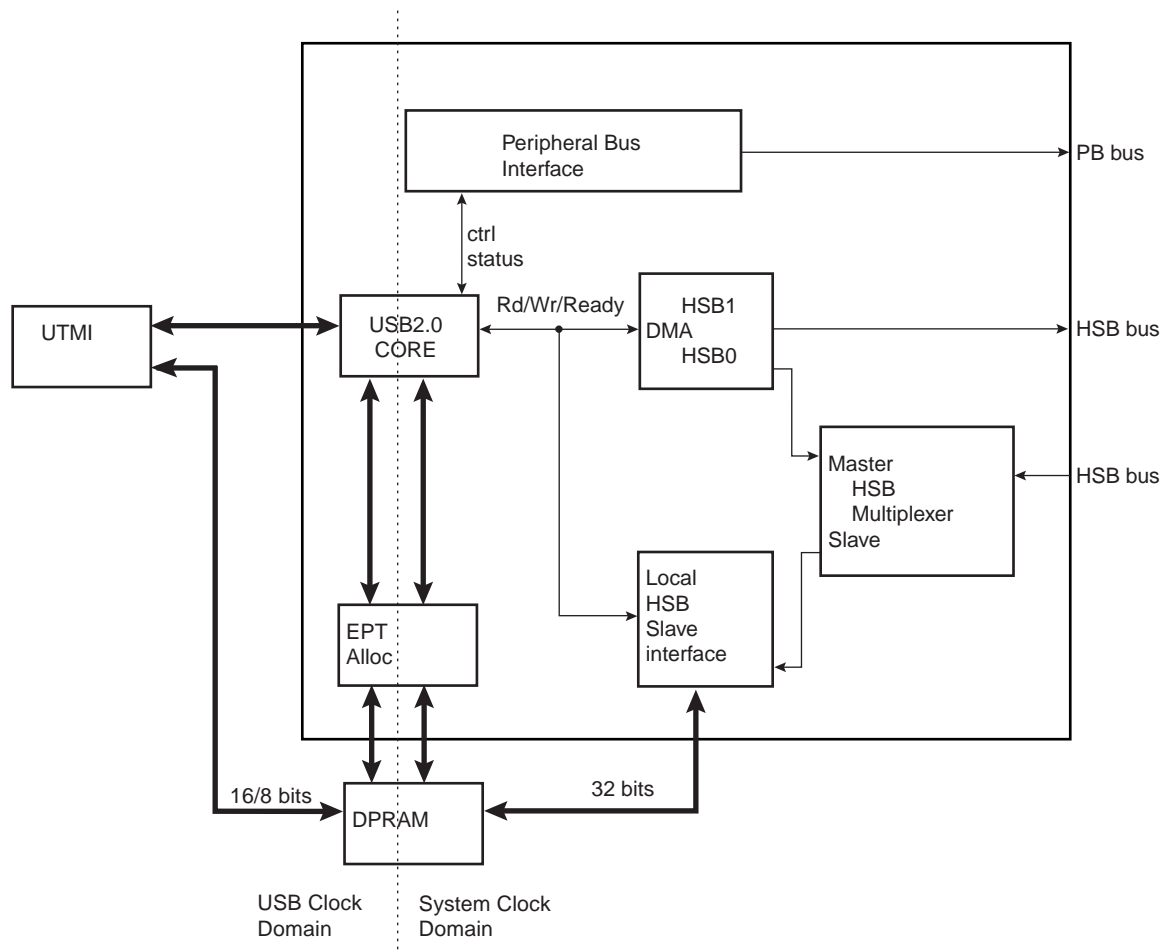 Peripheral Bus
Interface
PB bus
ctrl
status
UTMI
USB2.0
CORE
Rd/Wr/Ready
HSB1
DMA
HSB0
HSB bus
Master
HSB
Multiplexer
Slave
HSB bus
Local
HSB
Slave
interface
EPT
Alloc
16/8 bits
DPRAM
32 bits
USB Clock
Domain
System Clock
Domain